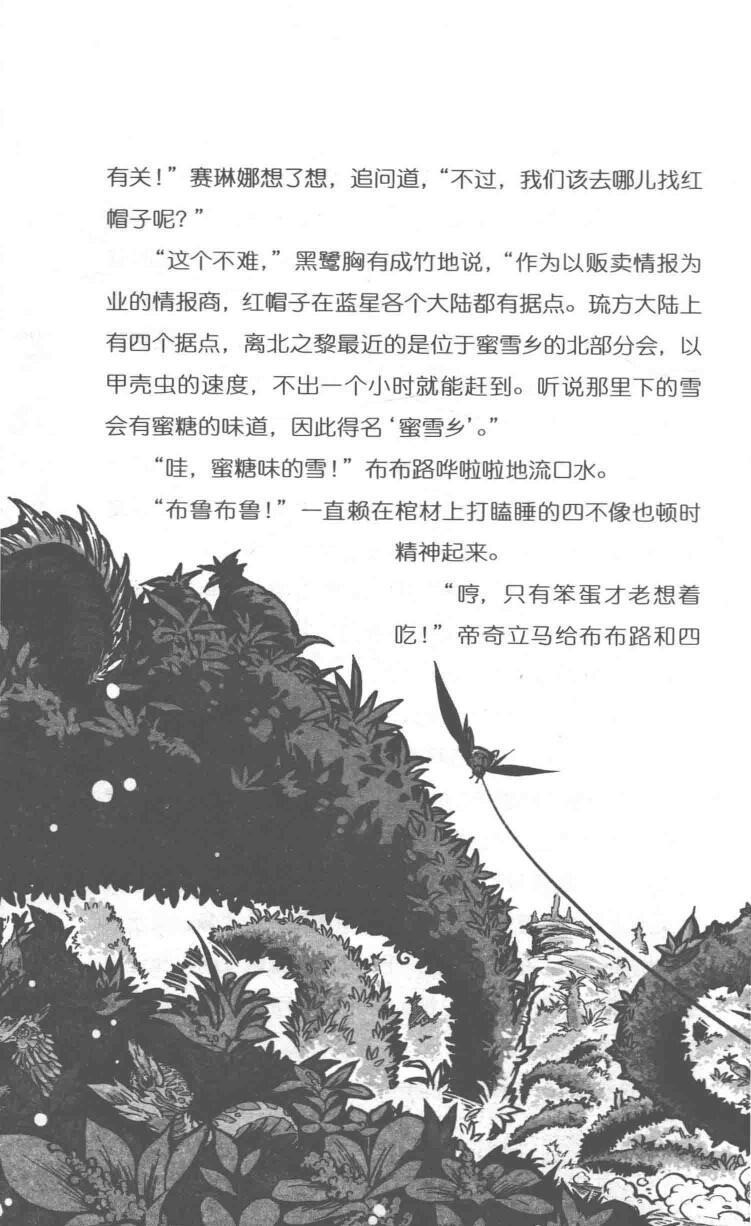 有关！”赛琳娜想了想，追问道，“不过，我们该去哪儿找红
帽子呢？”
“这个不难，”黑鹭胸有成竹地说，“作为以贩卖情报为
业的情报商，红帽子在蓝星各个大陆都有据点。琉方大陆上
有四个据点，离北之黎最近的是位于蜜雪乡的北部分会，以
甲壳虫的速度，不出一个小时就能赶到。听说那里下的雪
会有蜜糖的味道，因此得名‘蜜雪乡’。”
“哇，蜜糖味的雪！”布布路哗啦啦地流口水。
“布鲁布鲁！”一直赖在棺材上打瞌睡的四不像也顿时
精神起来。
“哼，只有笨蛋才老想着
吃！”帝奇立马给布布路和四